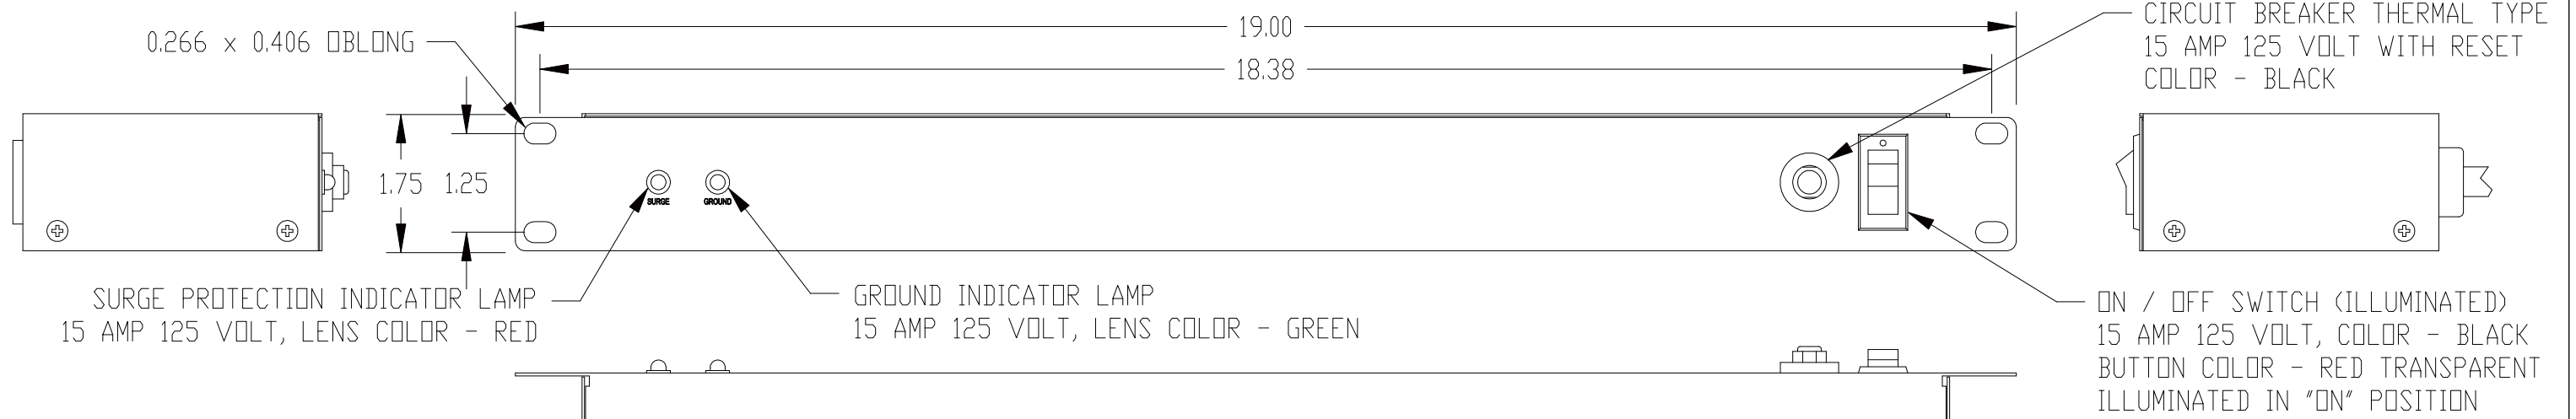 0.266 x 0.406 OBLONG
19.00
18.38
CIRCUIT BREAKER THERMAL TYPE
15 AMP 125 VOLT WITH RESET
COLOR - BLACK
1.75
1.25
SURGE
GROUND
SURGE PROTECTION INDICATOR LAMP
15 AMP 125 VOLT, LENS COLOR - RED
GROUND INDICATOR LAMP
15 AMP 125 VOLT, LENS COLOR - GREEN
ON / OFF SWITCH (ILLUMINATED)
15 AMP 125 VOLT, COLOR - BLACK
BUTTON COLOR - RED TRANSPARENT
ILLUMINATED IN "ON" POSITION